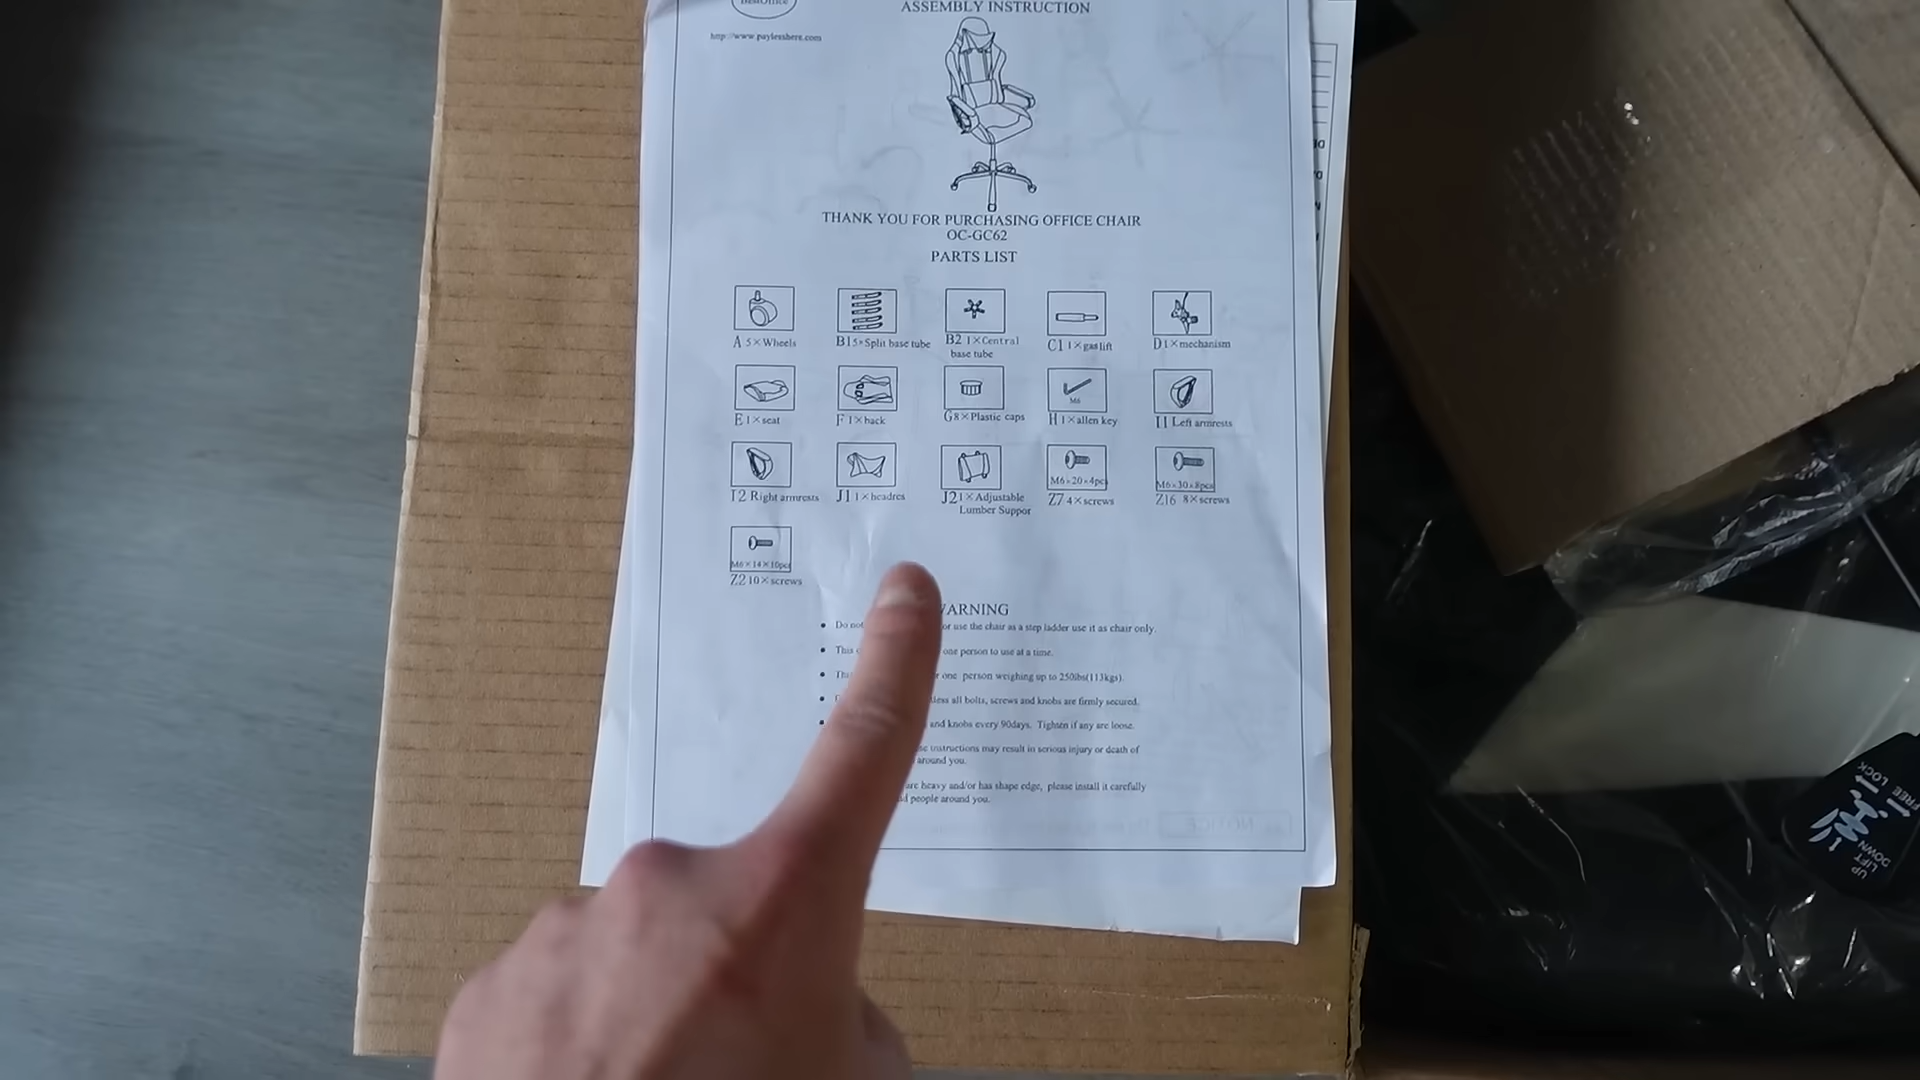 BestOffice
ASSEMBLY INSTRUCTION
http://www.paylesshere.com
THANK YOU FOR PURCHASING OFFICE CHAIR
OC-GC62
PARTS LIST
A 5×Wheels
B1 5×Split base tube
B2 1×Central
base tube
C1 1×gas lift
D1×mechanism
E 1×seat
F 1×back
G8×Plastic caps
M6
H 1×allen key
I1 Left armrests
I2 Right armrests
J1 1×headres
J2 1×Adjustable
Lumber Suppor
M6×20×4pcs
Z7 4×screws
M6×30×8pcs
Z16 8×screws
M6×14×10pcs
Z2 10×screws
WARNING
Do not or use the chair as a step ladder use it as chair only.
This one person to use at a time.
one person weighing up to 250lbs(113kgs).
all bolts, screws and knobs are firmly secured.
and knobs every 90days. Tighten if any are loose.
instructions may result in serious injury or death of
around you.
are heavy and/or has shape edge, please install it carefully
people around you.
FREE LOCK
UP
LIFT
DOWN